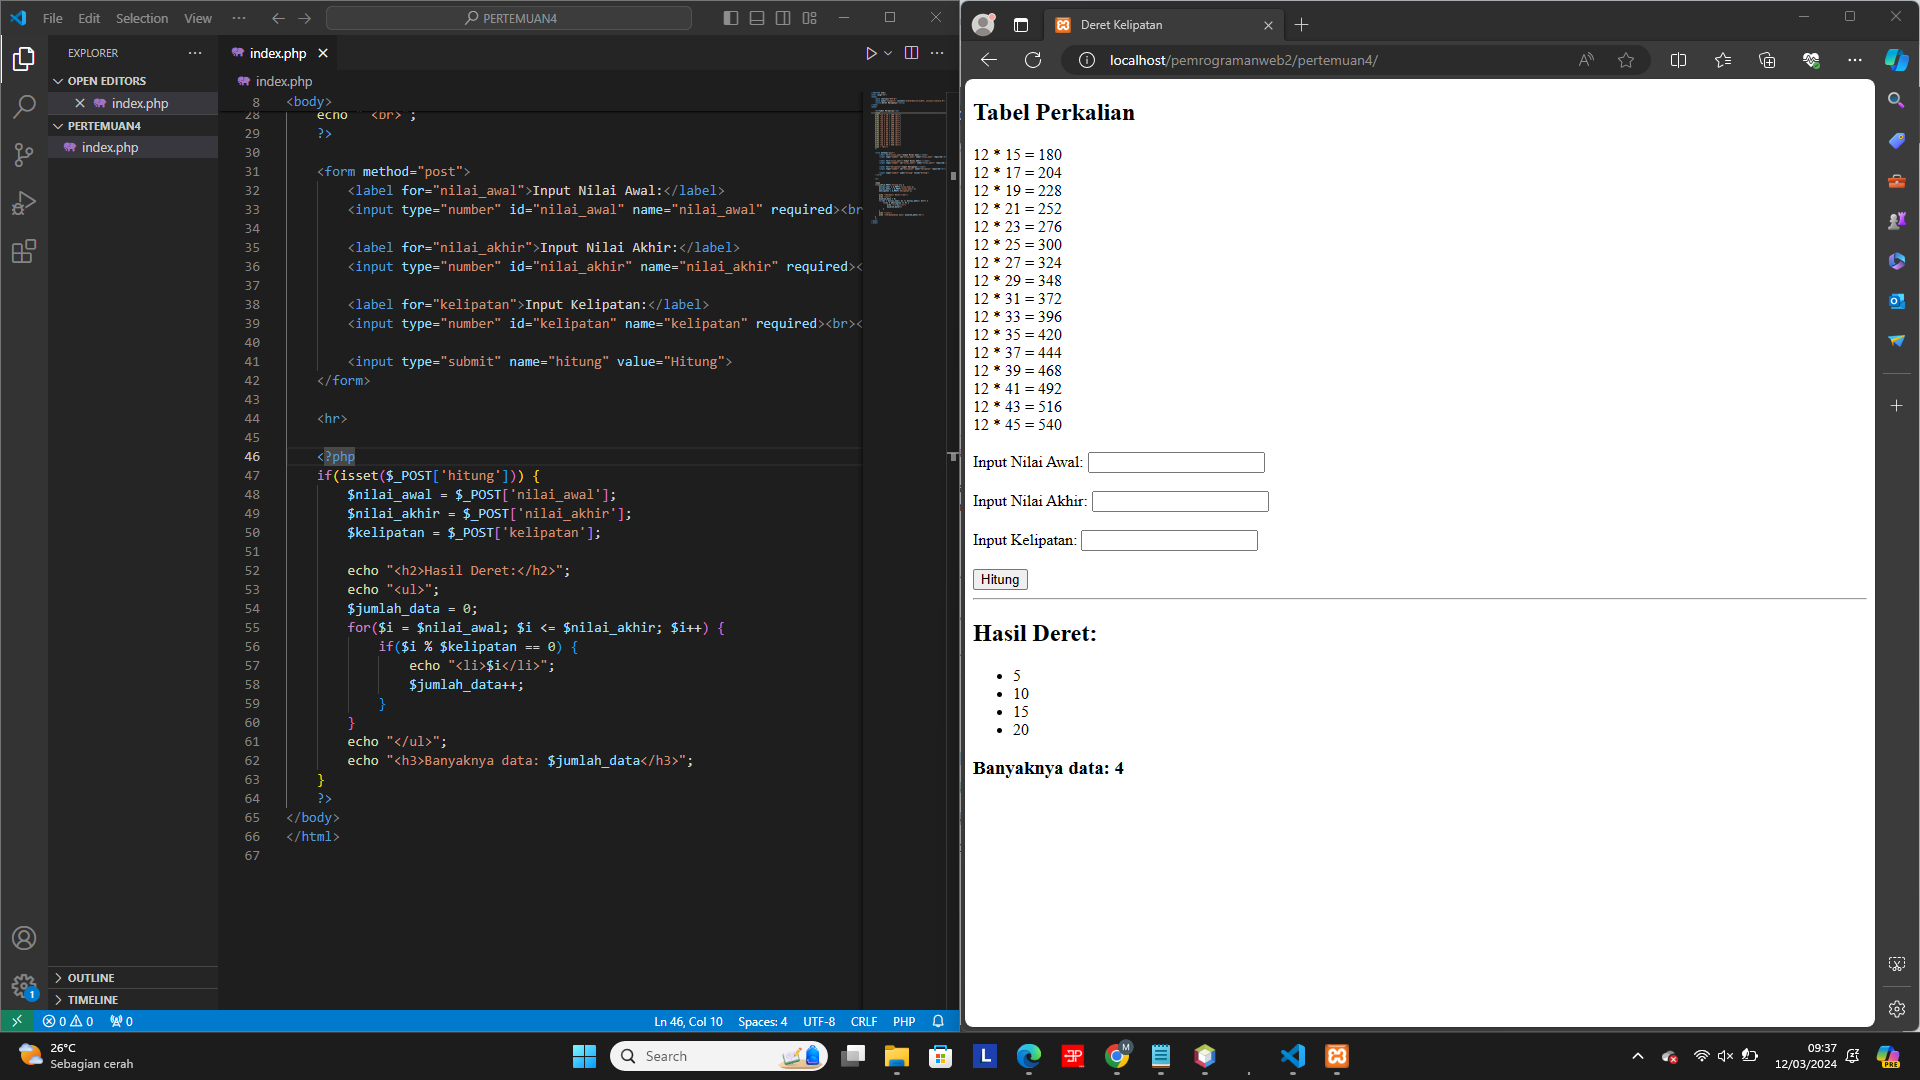 File Edit Selection View ··· PERTEMUAN4
EXPLORER ···
OPEN EDITORS
index.php
PERTEMUAN4
index.php
OUTLINE
TIMELINE
index.php
index.php
8 <body>
28 echo " <br>";
29 ?>
30
31 <form method="post">
32 <label for="nilai_awal">Input Nilai Awal:</label>
33 <input type="number" id="nilai_awal" name="nilai_awal" required><br
34
35 <label for="nilai_akhir">Input Nilai Akhir:</label>
36 <input type="number" id="nilai_akhir" name="nilai_akhir" required><
37
38 <label for="kelipatan">Input Kelipatan:</label>
39 <input type="number" id="kelipatan" name="kelipatan" required><br><
40
41 <input type="submit" name="hitung" value="Hitung">
42 </form>
43
44 <hr>
45
46 <?php
47 if(isset($_POST['hitung'])) {
48 $nilai_awal = $_POST['nilai_awal'];
49 $nilai_akhir = $_POST['nilai_akhir'];
50 $kelipatan = $_POST['kelipatan'];
51
52 echo "<h2>Hasil Deret:</h2>";
53 echo "<ul>";
54 $jumlah_data = 0;
55 for($i = $nilai_awal; $i <= $nilai_akhir; $i++) {
56 if($i % $kelipatan == 0) {
57 echo "<li>$i</li>";
58 $jumlah_data++;
59 }
60 }
61 echo "</ul>";
62 echo "<h3>Banyaknya data: $jumlah_data</h3>";
63 }
64 ?>
65 </body>
66 </html>
67
0 0 0 Ln 46, Col 10 Spaces: 4 UTF-8 CRLF PHP
1
Deret Kelipatan
localhost/pemrogramanweb2/pertemuan4/
Tabel Perkalian
12 * 15 = 180
12 * 17 = 204
12 * 19 = 228
12 * 21 = 252
12 * 23 = 276
12 * 25 = 300
12 * 27 = 324
12 * 29 = 348
12 * 31 = 372
12 * 33 = 396
12 * 35 = 420
12 * 37 = 444
12 * 39 = 468
12 * 41 = 492
12 * 43 = 516
12 * 45 = 540
Input Nilai Awal:
Input Nilai Akhir:
Input Kelipatan:
Hitung
Hasil Deret:
• 5
• 10
• 15
• 20
Banyaknya data: 4
26°C
Sebagian cerah
Search
L
M
09:37
12/03/2024
PRE